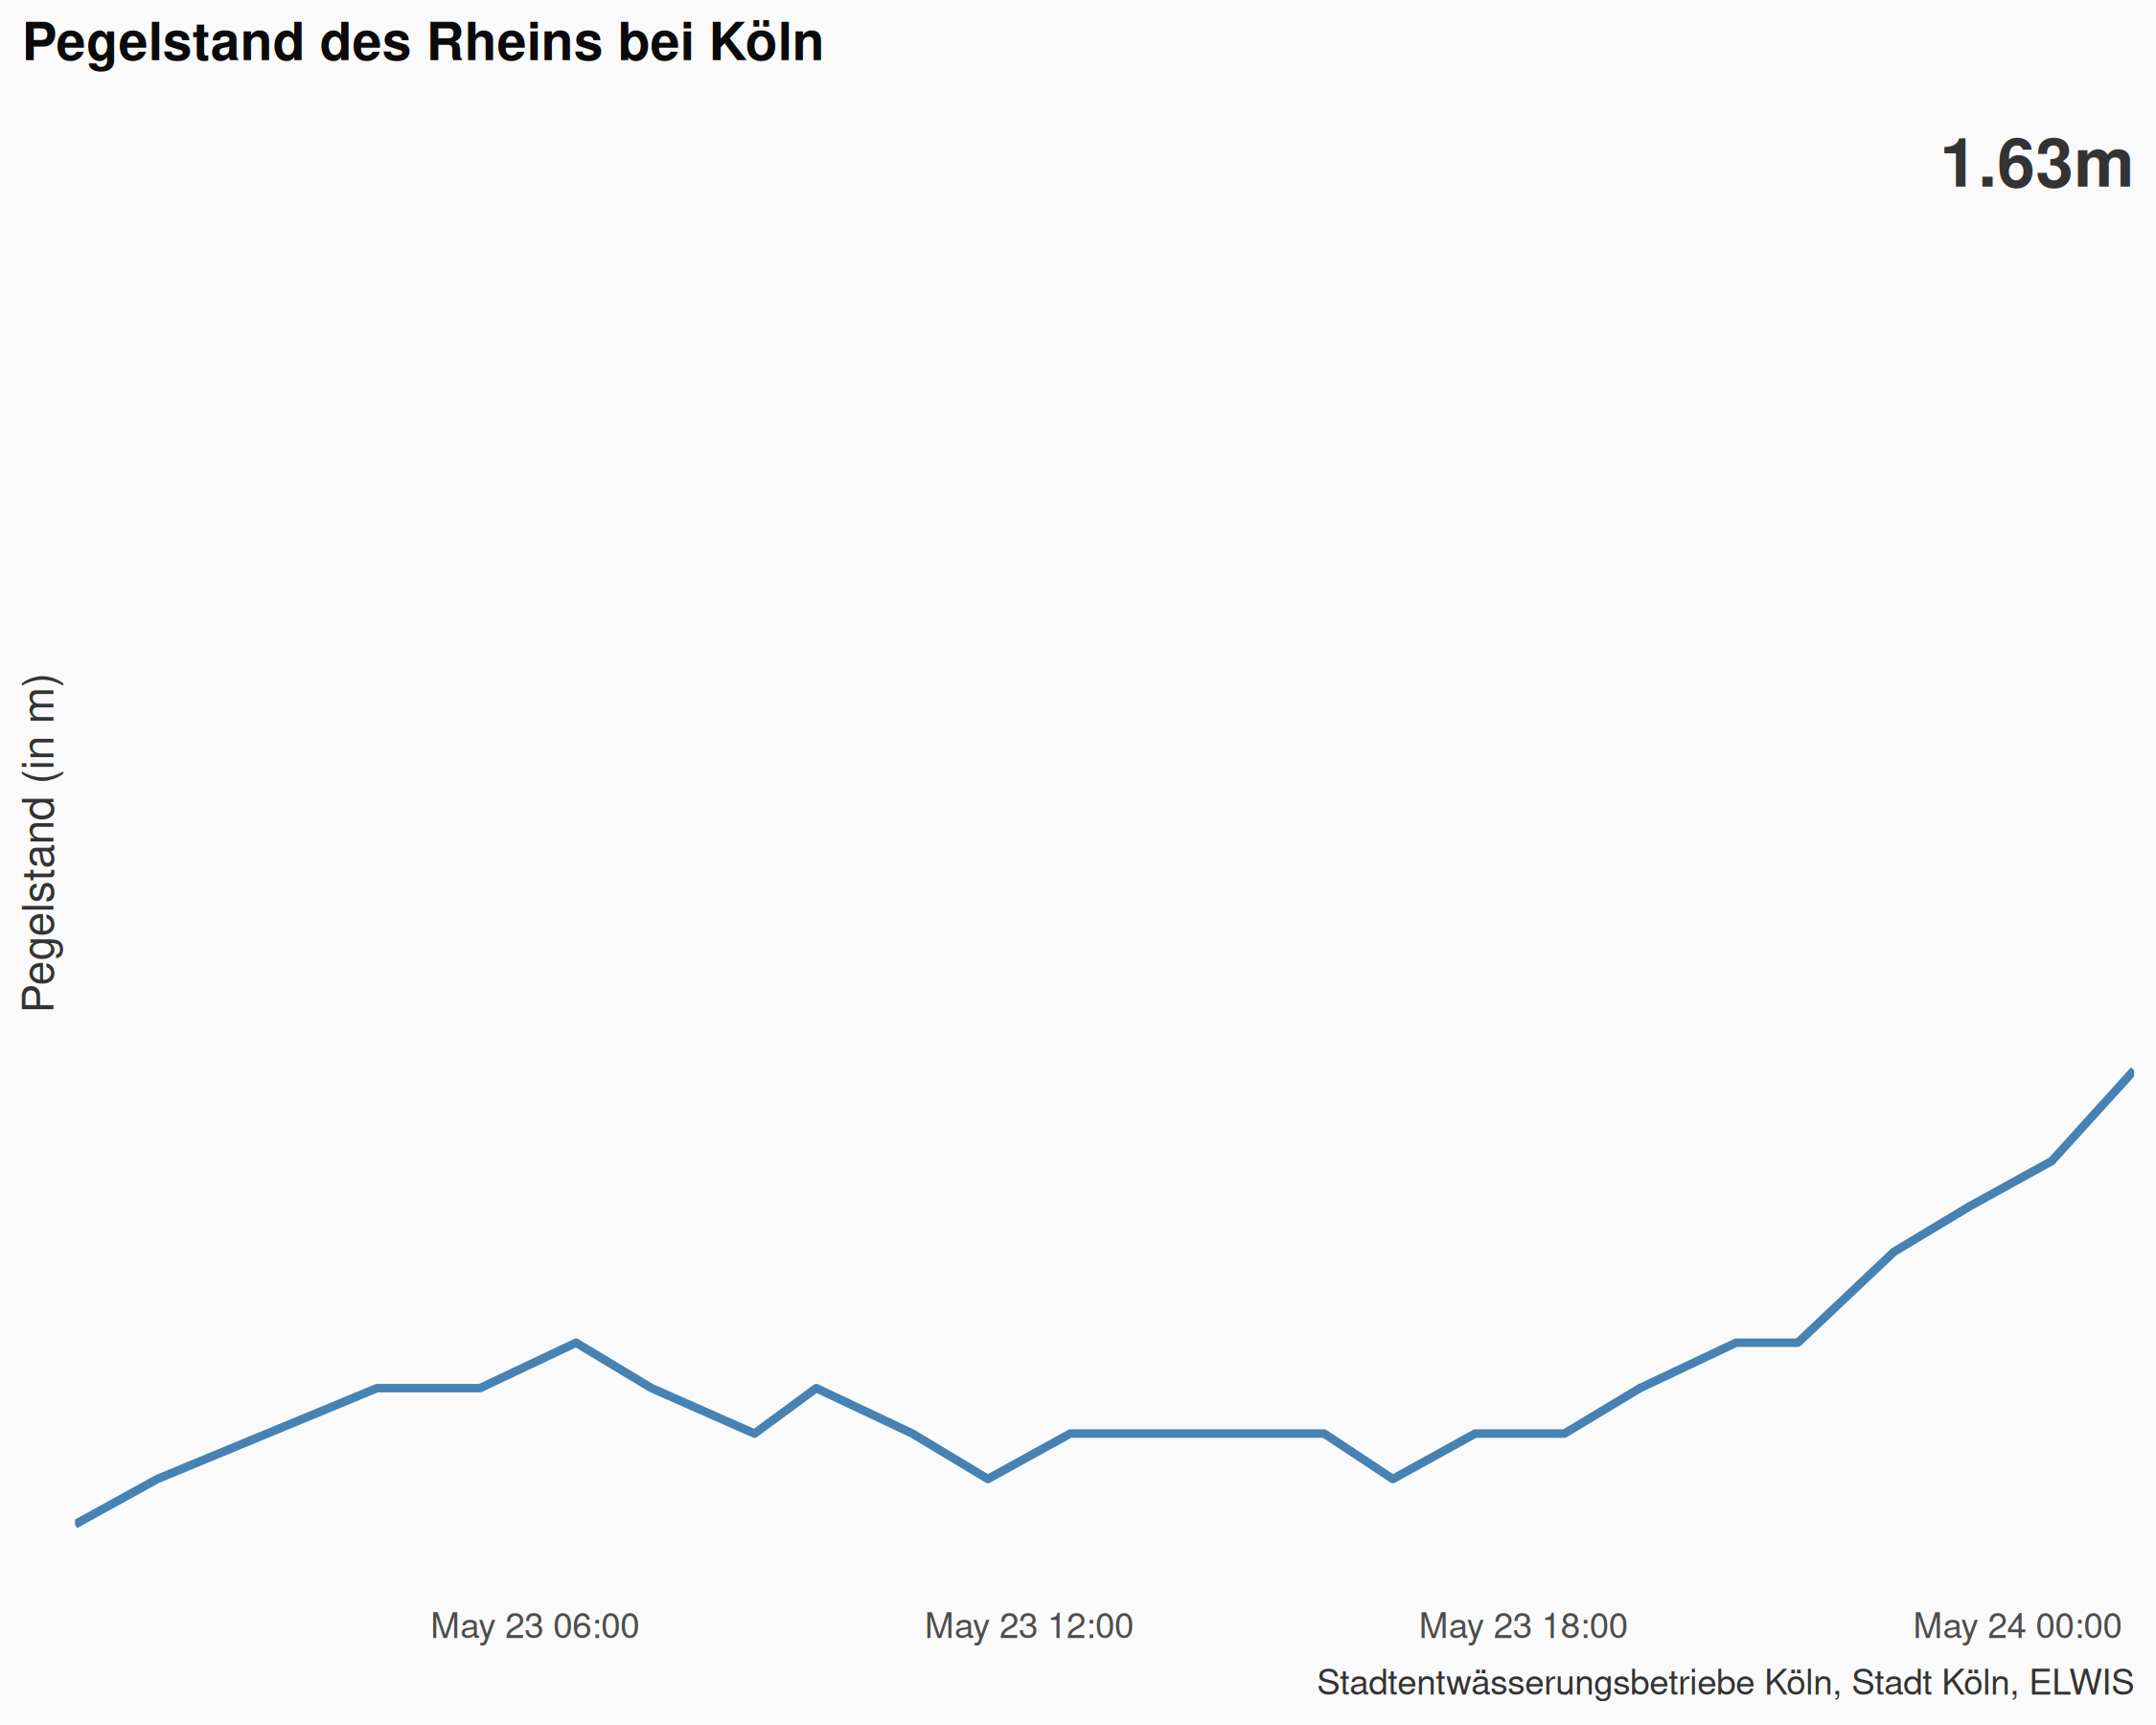 Pegelstand des Rheins bei Köln
1.63m
Pegelstand (in m)
May 23 06:00
May 23 12:00
May 23 18:00
May 24 00:00
Stadtentwässerungsbetriebe Köln, Stadt Köln, ELWIS